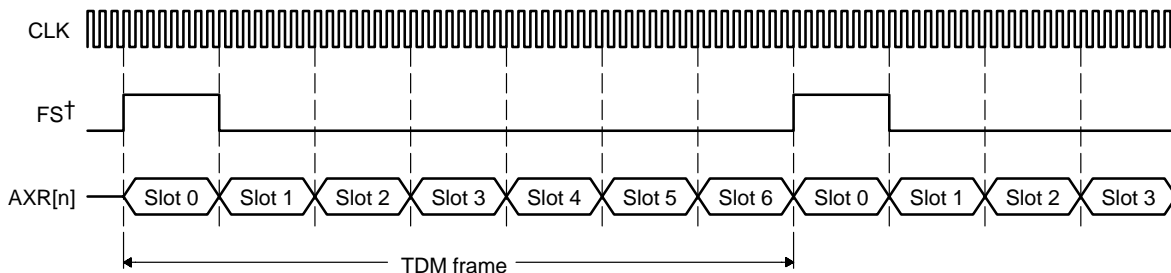 CLK
FS†
AXR[n]
Slot 0 Slot 1 Slot 2 Slot 3 Slot 4 Slot 5 Slot 6 Slot 0 Slot 1 Slot 2 Slot 3
TDM frame